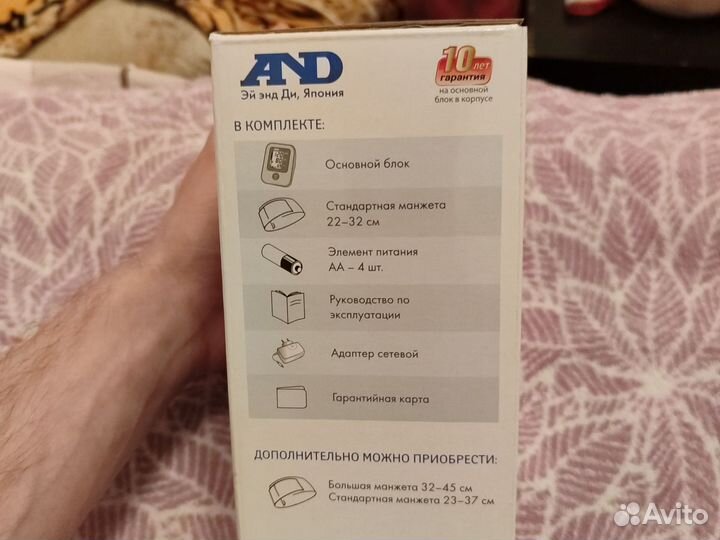 AND
Эй энд Ди, Япония
10 лет
гарантия
на основной
блок в корпусе
В КОМПЛЕКТЕ:
Основной блок
Стандартная манжета
22–32 см
Элемент питания
АА – 4 шт.
Руководство по
эксплуатации
Адаптер сетевой
Гарантийная карта
ДОПОЛНИТЕЛЬНО МОЖНО ПРИОБРЕСТИ:
Большая манжета 32–45 см
Стандартная манжета 23–37 см
Avito